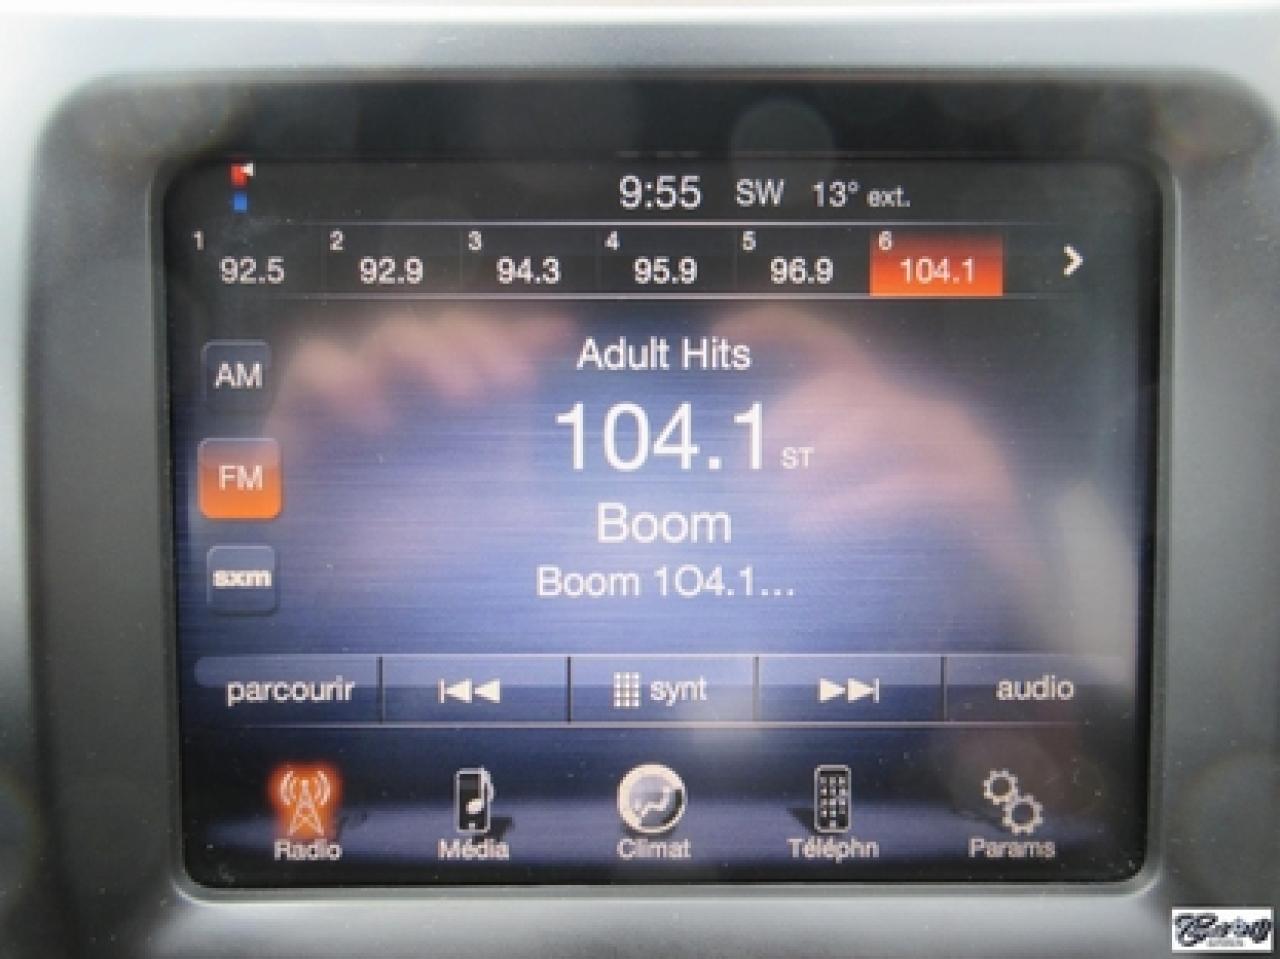 9:55 SW 13° ext.
1 92.5 2 92.9 3 94.3 4 95.9 5 96.9 6 104.1
Adult Hits
AM
104.1 ST
FM
Boom
sxm
Boom 1O4.1...
parcourir synt audio
Radio Média Climat Téléphn Params